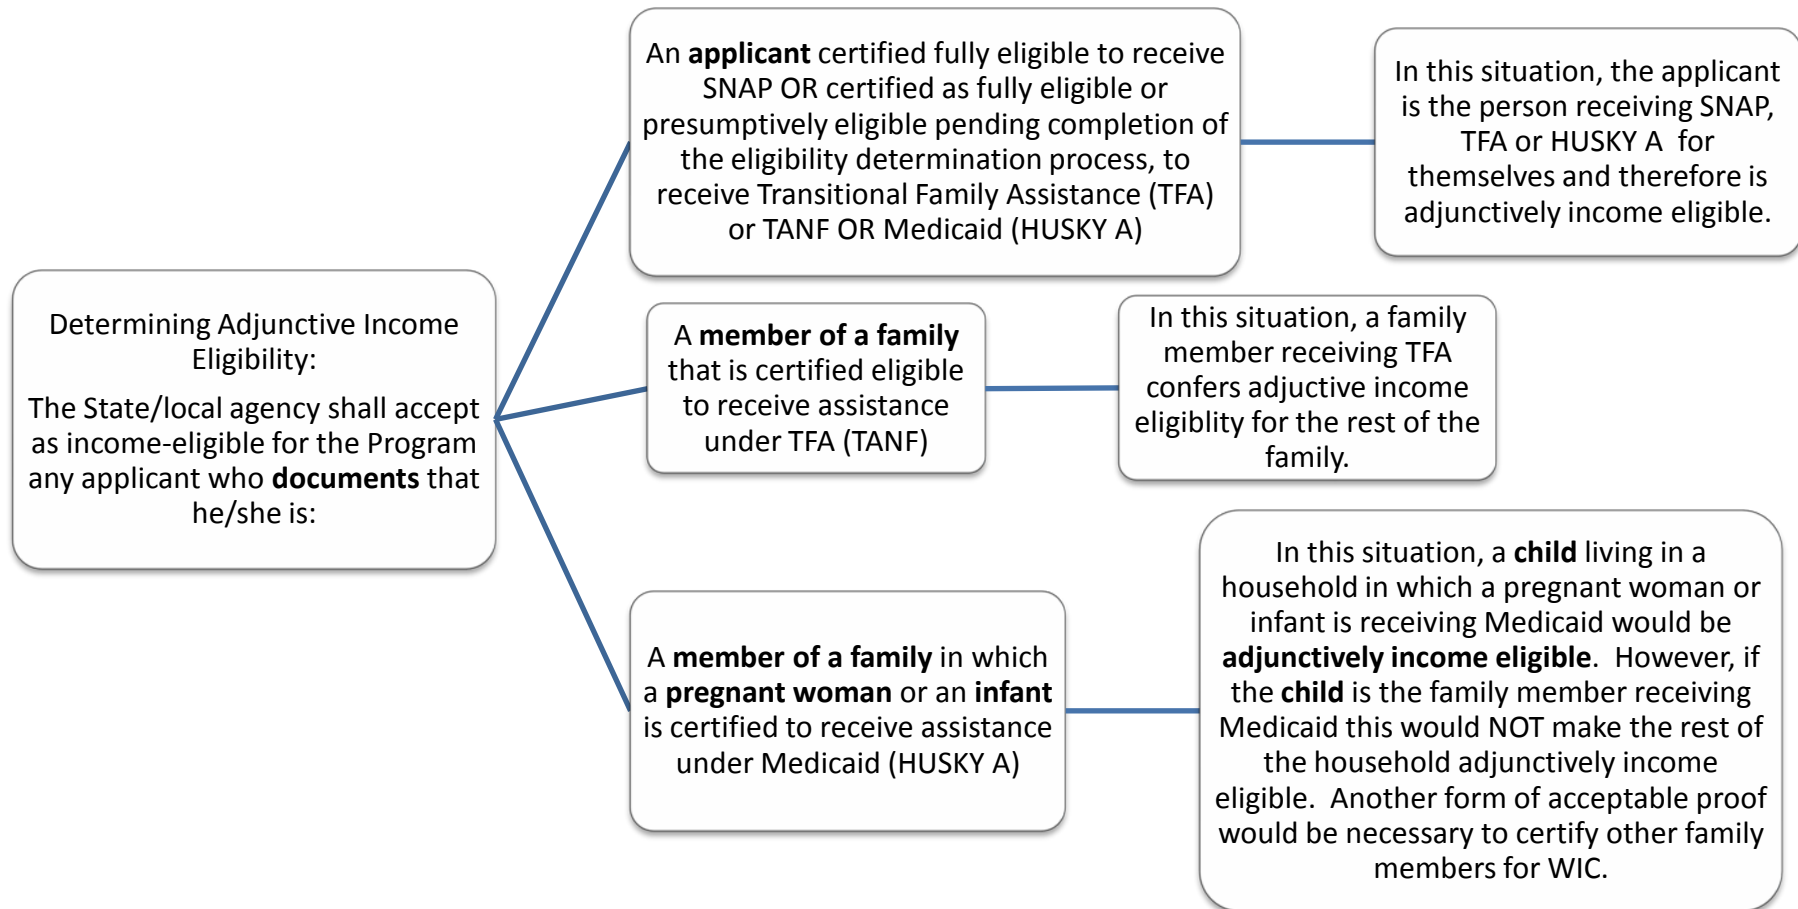 Determining Adjunctive Income
Eligibility:
The State/local agency shall accept
as income-eligible for the Program
any applicant who documents that
he/she is:
An applicant certified fully eligible to receive
SNAP OR certified as fully eligible or
presumptively eligible pending completion of
the eligibility determination process, to
receive Transitional Family Assistance (TFA)
or TANF OR Medicaid (HUSKY A)
In this situation, the applicant
is the person receiving SNAP,
TFA or HUSKY A for
themselves and therefore is
adjunctively income eligible.
A member of a family
that is certified eligible
to receive assistance
under TFA (TANF)
In this situation, a family
member receiving TFA
confers adjuctive income
eligiblity for the rest of the
family.
A member of a family in which
a pregnant woman or an infant
is certified to receive assistance
under Medicaid (HUSKY A)
In this situation, a child living in a
household in which a pregnant woman or
infant is receiving Medicaid would be
adjunctively income eligible. However, if
the child is the family member receiving
Medicaid this would NOT make the rest of
the household adjunctively income
eligible. Another form of acceptable proof
would be necessary to certify other family
members for WIC.